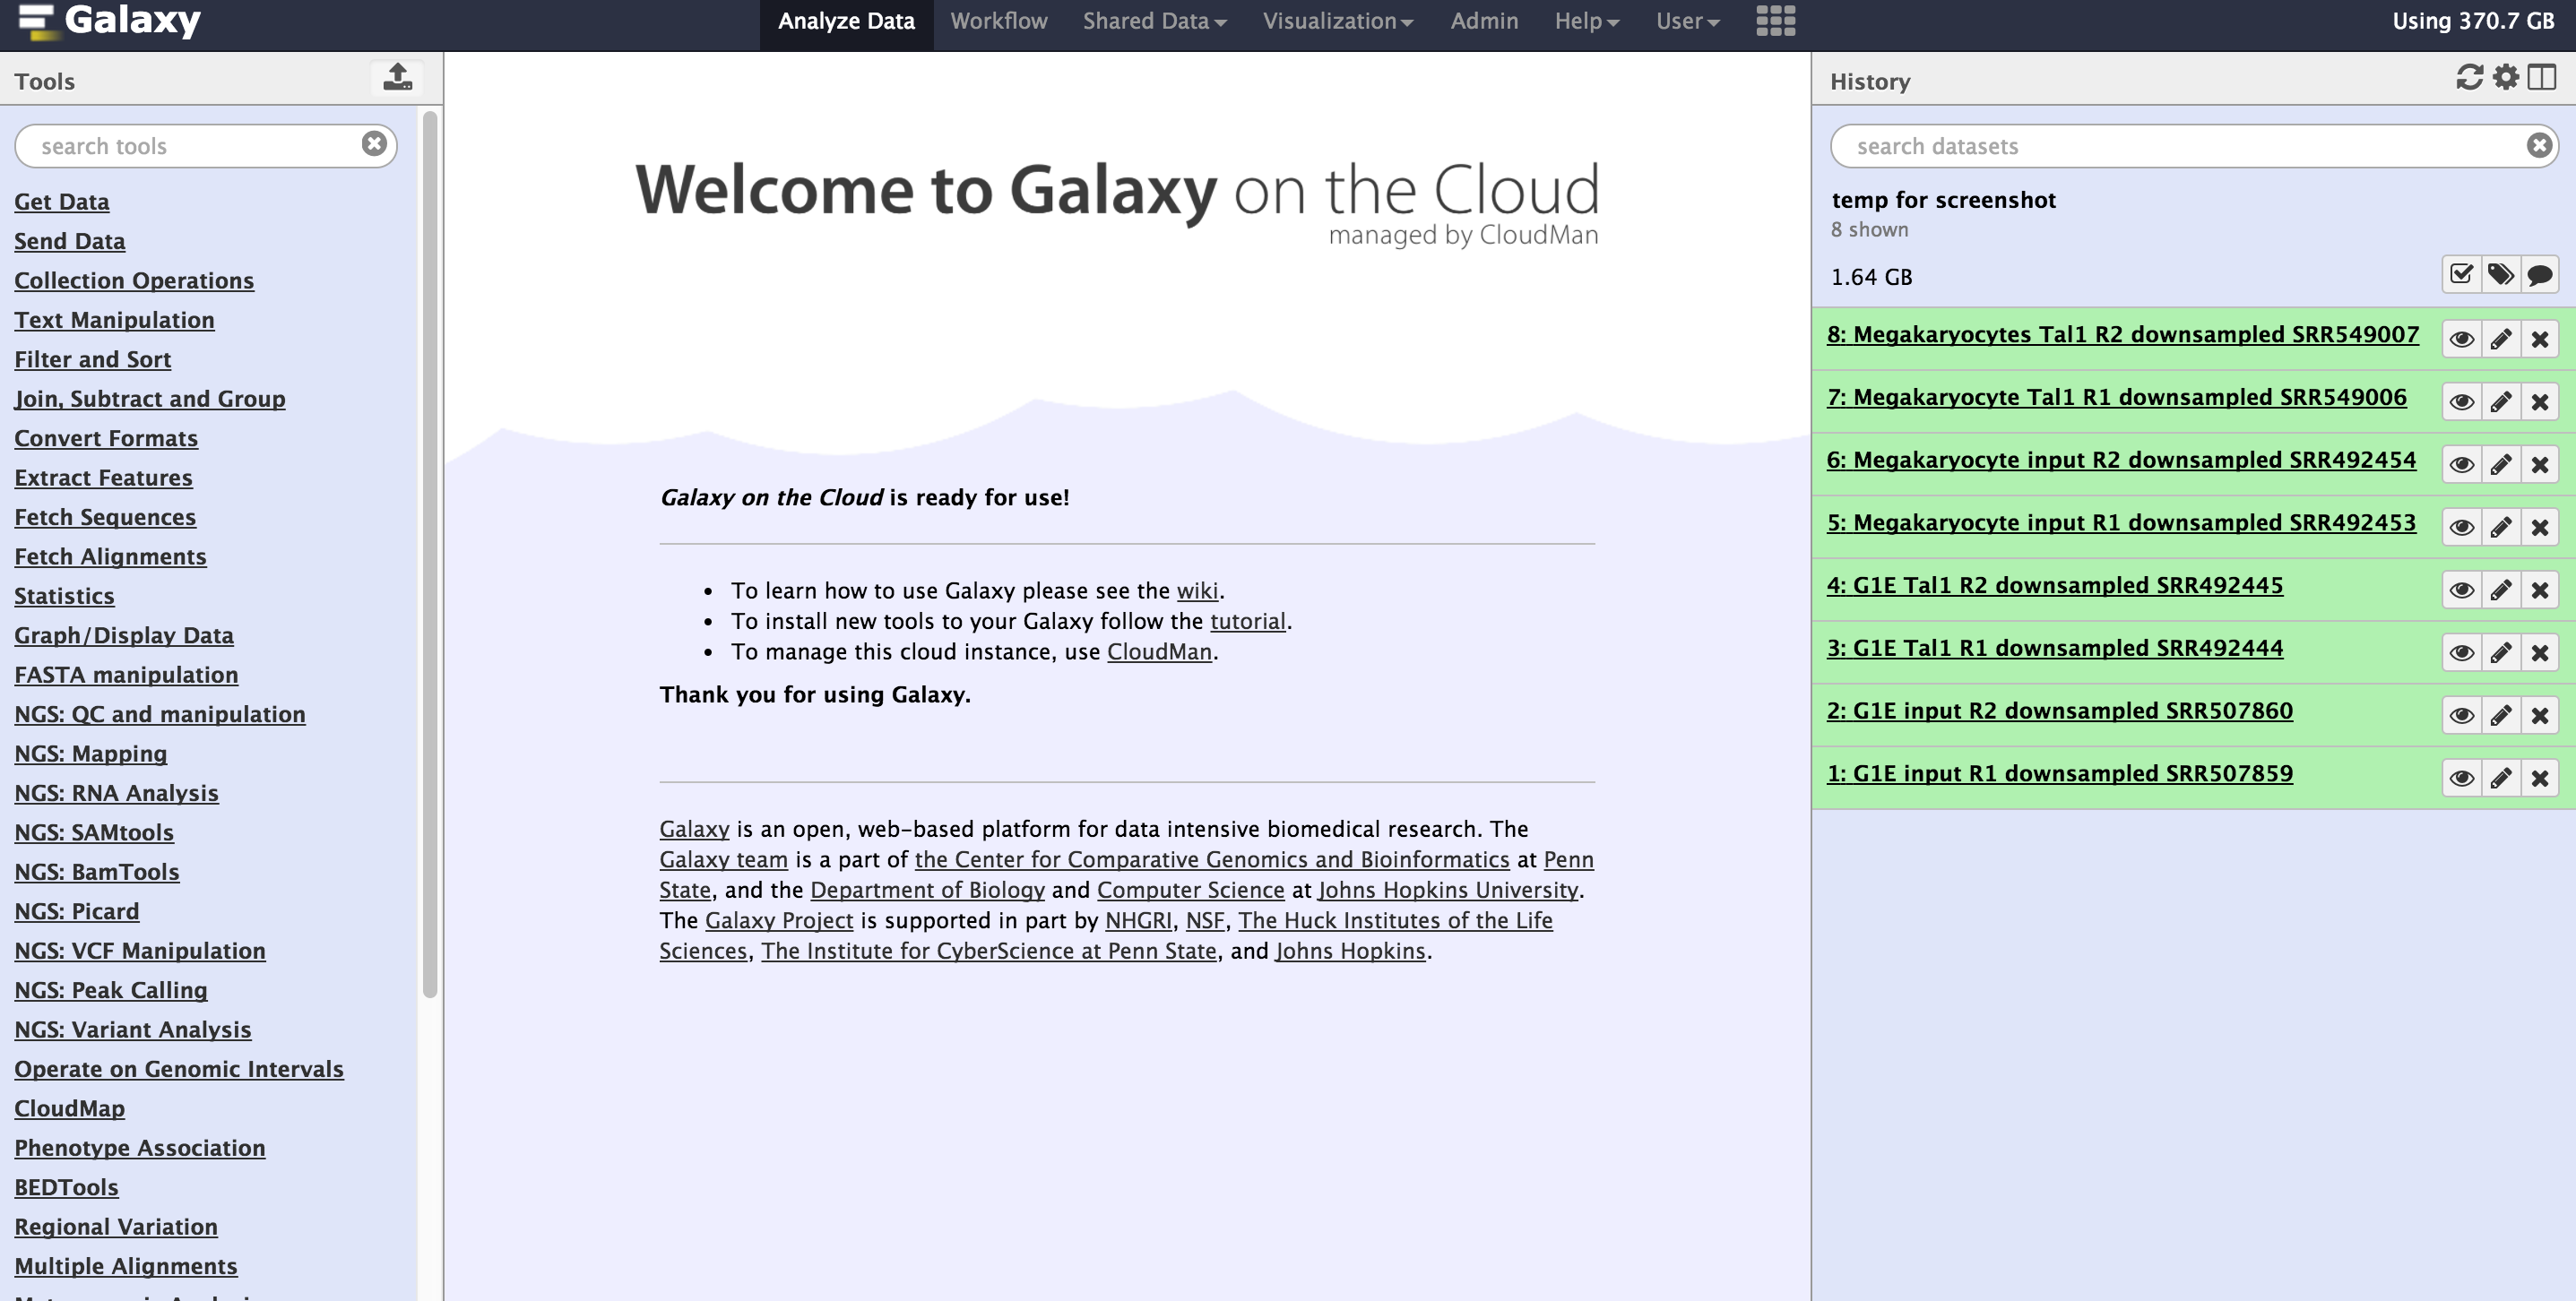 Galaxy
Analyze Data Workflow Shared Data Visualization Admin Help User
Using 370.7 GB
Tools
search tools
Get Data
Send Data
Collection Operations
Text Manipulation
Filter and Sort
Join, Subtract and Group
Convert Formats
Extract Features
Fetch Sequences
Fetch Alignments
Statistics
Graph/Display Data
FASTA manipulation
NGS: QC and manipulation
NGS: Mapping
NGS: RNA Analysis
NGS: SAMtools
NGS: BamTools
NGS: Picard
NGS: VCF Manipulation
NGS: Peak Calling
NGS: Variant Analysis
Operate on Genomic Intervals
CloudMap
Phenotype Association
BEDTools
Regional Variation
Multiple Alignments
Welcome to Galaxy on the Cloud
managed by CloudMan
Galaxy on the Cloud is ready for use!
• To learn how to use Galaxy please see the wiki.
• To install new tools to your Galaxy follow the tutorial.
• To manage this cloud instance, use CloudMan.
Thank you for using Galaxy.
Galaxy is an open, web-based platform for data intensive biomedical research. The
Galaxy team is a part of the Center for Comparative Genomics and Bioinformatics at Penn
State, and the Department of Biology and Computer Science at Johns Hopkins University.
The Galaxy Project is supported in part by NHGRI, NSF, The Huck Institutes of the Life
Sciences, The Institute for CyberScience at Penn State, and Johns Hopkins.
History
search datasets
temp for screenshot
8 shown
1.64 GB
8: Megakaryocytes Tal1 R2 downsampled SRR549007
7: Megakaryocyte Tal1 R1 downsampled SRR549006
6: Megakaryocyte input R2 downsampled SRR492454
5: Megakaryocyte input R1 downsampled SRR492453
4: G1E Tal1 R2 downsampled SRR492445
3: G1E Tal1 R1 downsampled SRR492444
2: G1E input R2 downsampled SRR507860
1: G1E input R1 downsampled SRR507859